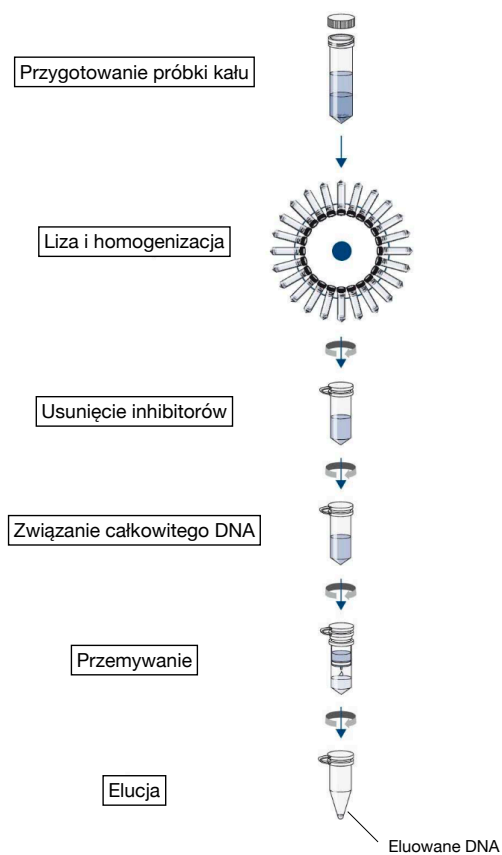 Przygotowanie próbki kału
Liza i homogenizacja
Usunięcie inhibitorów
Związanie całkowitego DNA
Przemywanie
Elucja
Eluowane DNA